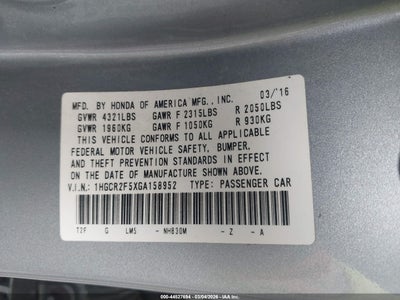 MFD. BY HONDA OF AMERICA MFG., INC. 03/'16
GVWR 4321LBS GAWR F 2315LBS R 2050LBS
GVWR 1960KG GAWR F 1050KG R 930KG
THIS VEHICLE CONFORMS TO ALL APPLICABLE
FEDERAL MOTOR VEHICLE SAFETY, BUMPER,
AND THEFT PREVENTION STANDARDS IN EFFECT
ON THE DATE OF MANUFACTURE SHOWN ABOVE.
V.I.N.: 1HGCR2F5XGA158952 TYPE: PASSENGER CAR
T2F G LM5 - NH830M - Z - A
ID: 000-44527694 - 03/04/2026 - IAA, Inc.